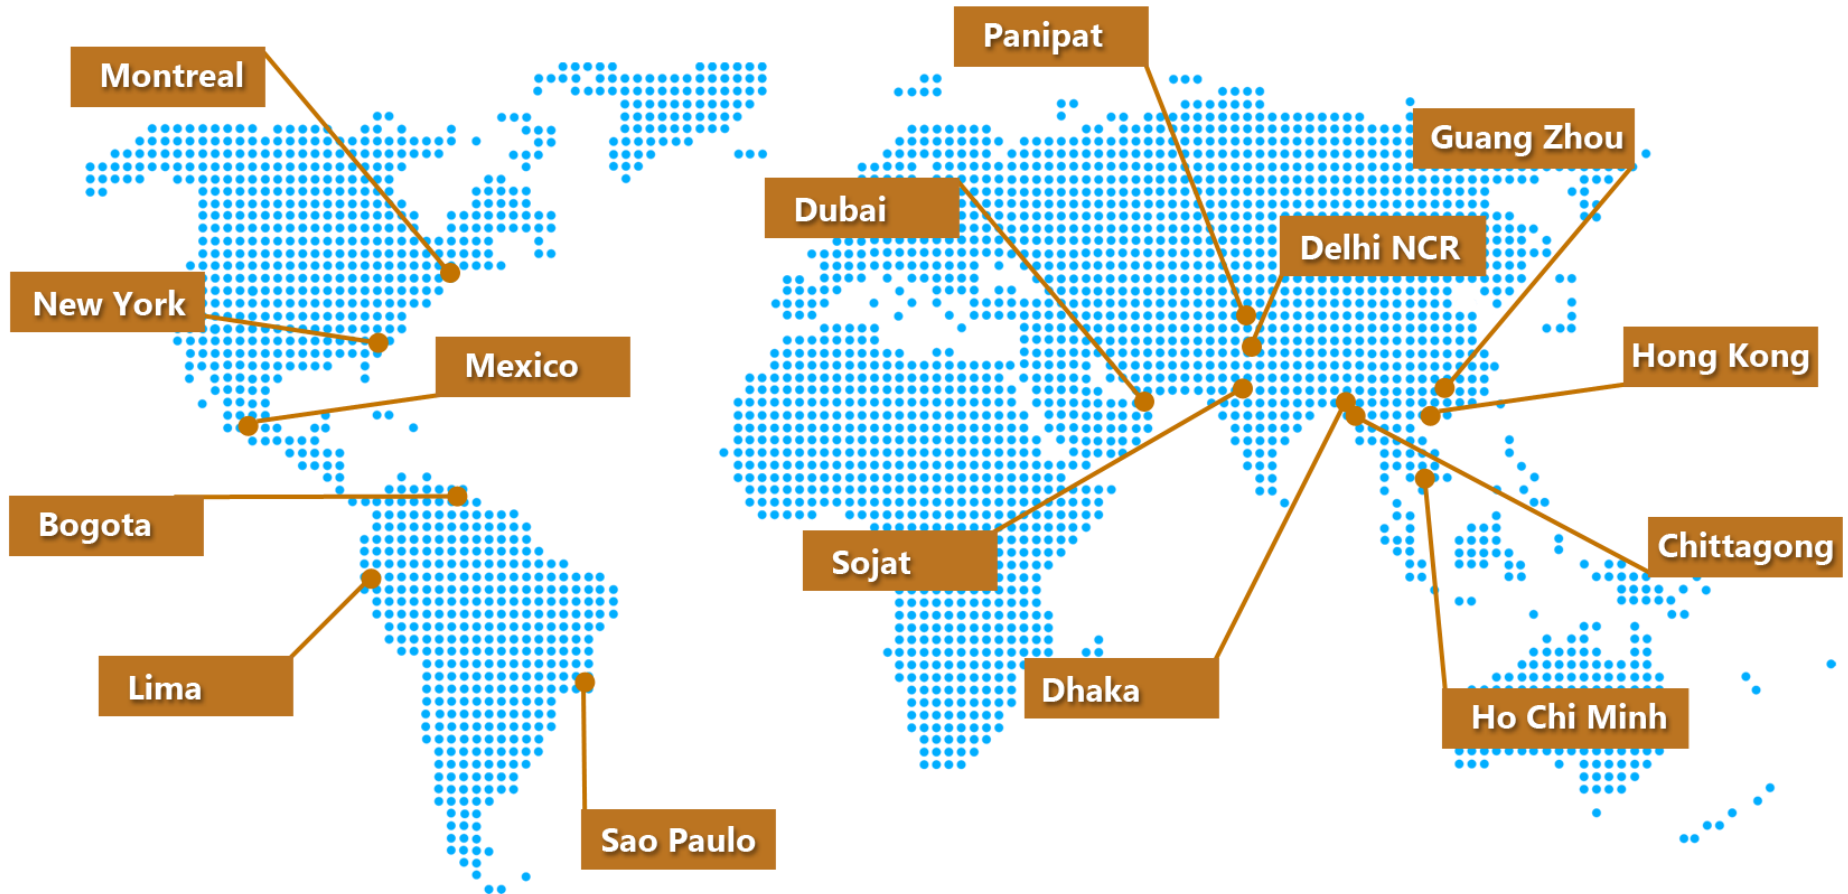 Panipat
Montreal
Guang Zhou
Dubai
Delhi NCR
New York
Hong Kong
Mexico
Bogota
Chittagong
Sojat
Lima
Dhaka
Ho Chi Minh
Sao Paulo